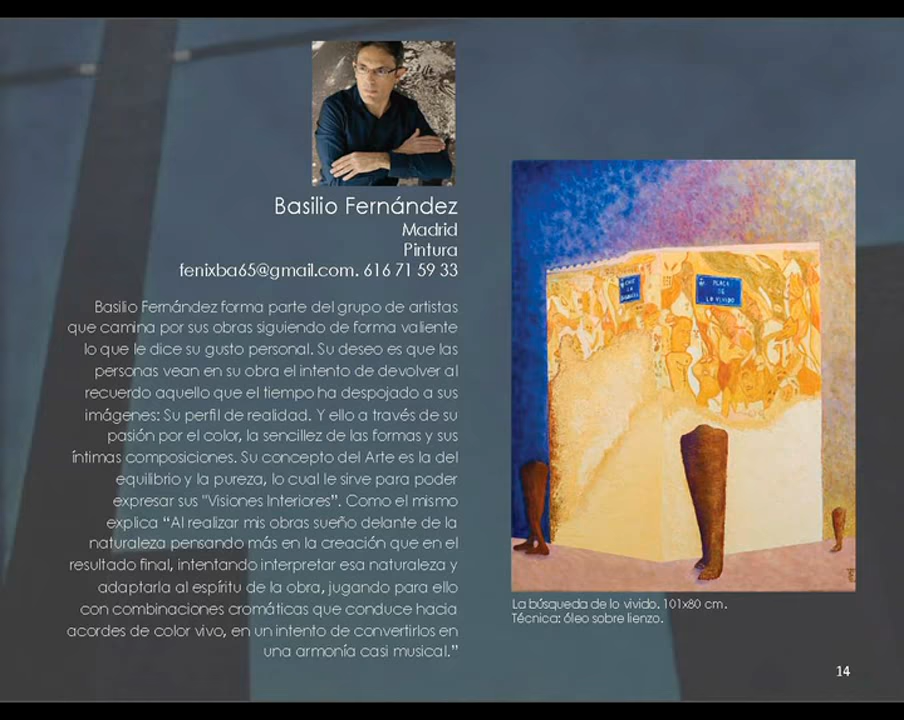 Basilio Fernández
Madrid
Pintura
fenixba65@gmail.com. 616 71 59 33
Basilio Fernández forma parte del grupo de artistas
que camina por sus obras siguiendo de forma valiente
lo que le dice su gusto personal. Su deseo es que las
personas vean en su obra el intento de devolver al
recuerdo aquello que el tiempo ha despojado a sus
imágenes: Su perfil de realidad. Y ello a través de su
pasión por el color, la sencillez de las formas y sus
íntimas composiciones. Su concepto del Arte es la del
equilibrio y la pureza, lo cual le sirve para poder
expresar sus "Visiones Interiores". Como el mismo
explica "Al realizar mis obras sueño delante de la
naturaleza pensando más en la creación que en el
resultado final, intentando interpretar esa naturaleza y
adaptarla al espíritu de la obra, jugando para ello
con combinaciones cromáticas que conduce hacia
acordes de color vivo, en un intento de convertirlos en
una armonía casi musical."
PLAÇA
DE
LO VIVIDO
La búsqueda de lo vivido. 101x80 cm.
Técnica: óleo sobre lienzo.
14